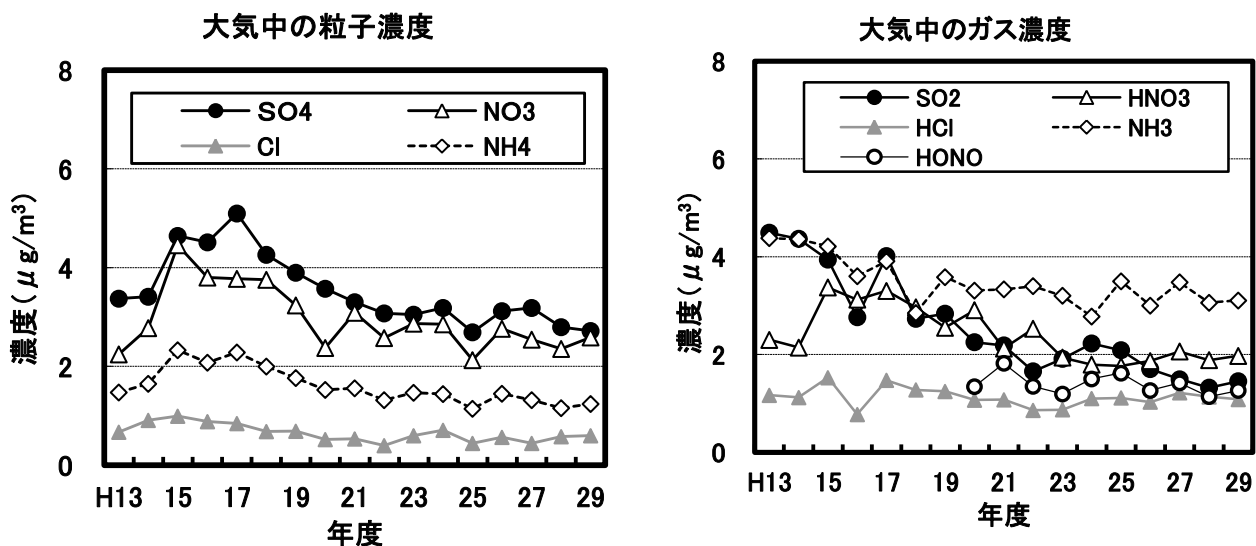 大気中の粒子濃度
濃度(μg/m³)
8
6
4
2
0
SO4
NO3
Cl
NH4
H13 15 17 19 21 23 25 27 29
年度
大気中のガス濃度
濃度(μg/m³)
8
6
4
2
0
SO2
HNO3
HCl
NH3
HONO
H13 15 17 19 21 23 25 27 29
年度